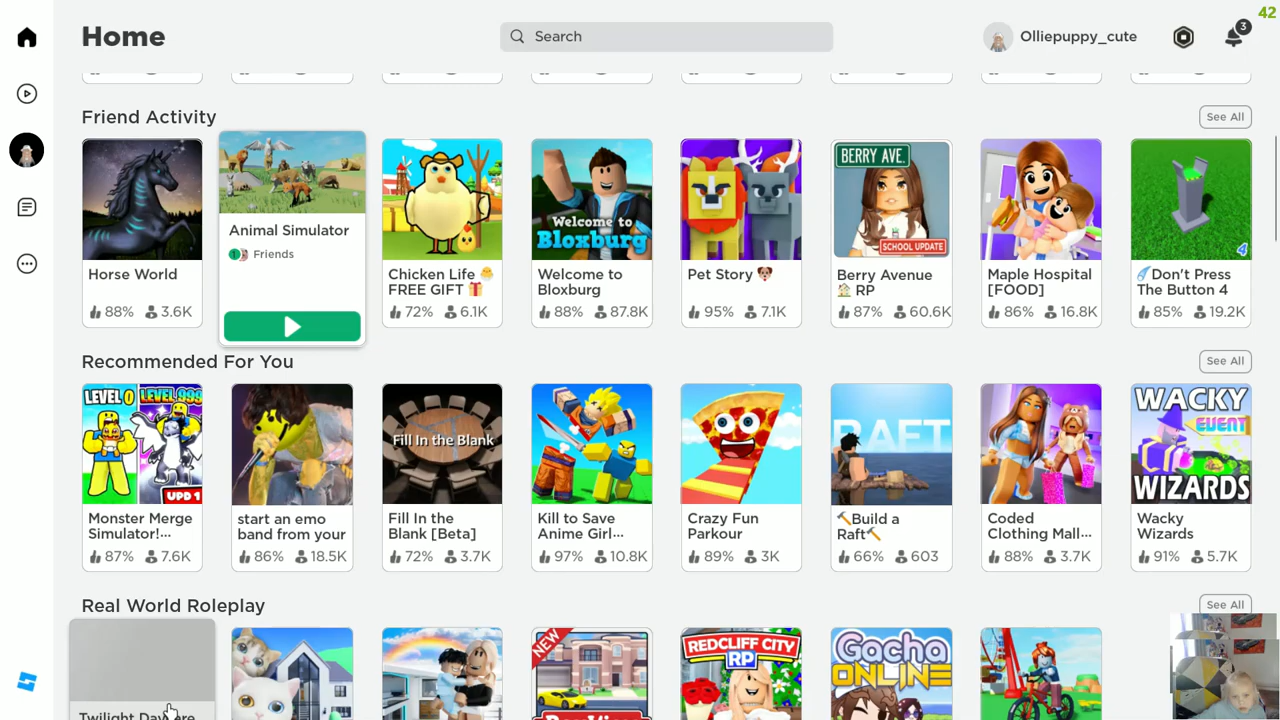 42
Home
Search
Olliepuppy_cute
3
Friend Activity
See All
Horse World
88% 3.6K
Animal Simulator
1 Friends
Chicken Life 🐣
FREE GIFT 🎁
72% 6.1K
Welcome to
Bloxburg
Welcome to
Bloxburg
88% 87.8K
Pet Story 🐶
95% 7.1K
BERRY AVE.
SCHOOL UPDATE
Berry Avenue
🏠 RP
87% 60.6K
Maple Hospital
[FOOD]
86% 16.8K
4
☄️Don't Press
The Button 4
85% 19.2K
Recommended For You
See All
LEVEL 0 LEVEL 999
UPD 1
Monster Merge
Simulator!...
87% 7.6K
start an emo
band from your
86% 18.5K
Fill In the Blank
Fill In the
Blank [Beta]
72% 3.7K
Kill to Save
Anime Girl...
97% 10.8K
Crazy Fun
Parkour
89% 3K
RAFT
🔨Build a
Raft🔨
66% 603
Coded
Clothing Mall...
88% 3.7K
WACKY
EVENT
WIZARDS
Wacky
Wizards
91% 5.7K
Real World Roleplay
See All
NEW
REDCLIFF CITY
RP
Gacha
ONLINE